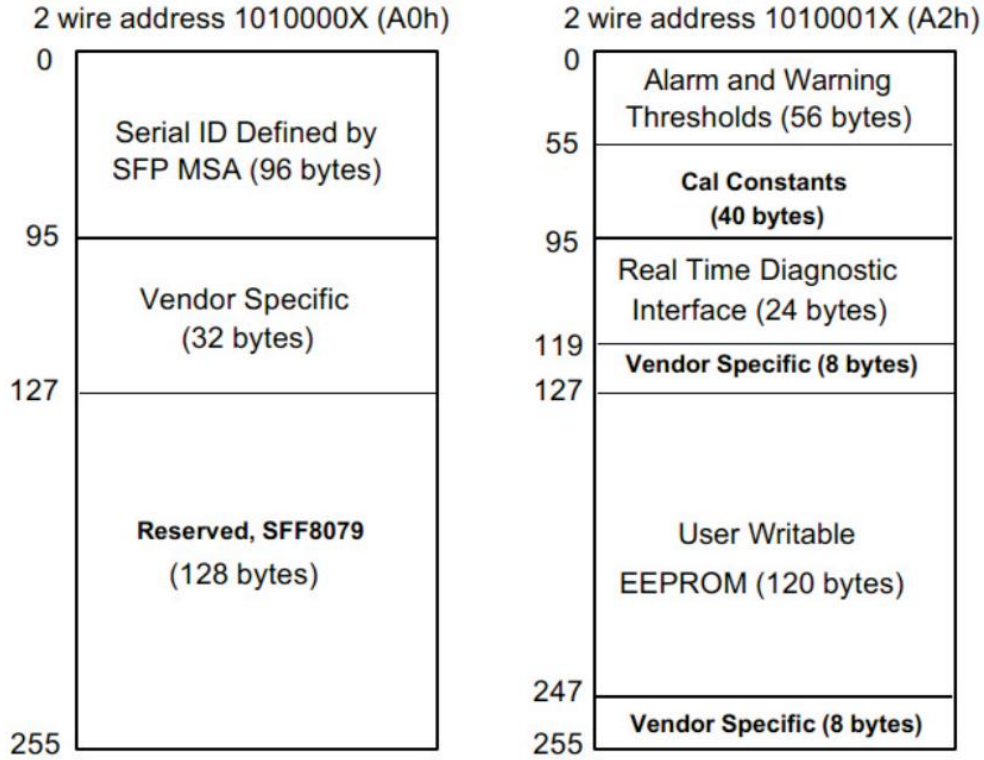 2 wire address 1010000X (A0h)
0
Serial ID Defined by
SFP MSA (96 bytes)
95
Vendor Specific
(32 bytes)
127
Reserved, SFF8079
(128 bytes)
255
2 wire address 1010001X (A2h)
0
Alarm and Warning
Thresholds (56 bytes)
55
Cal Constants
(40 bytes)
95
Real Time Diagnostic
Interface (24 bytes)
119
Vendor Specific (8 bytes)
127
User Writable
EEPROM (120 bytes)
247
Vendor Specific (8 bytes)
255